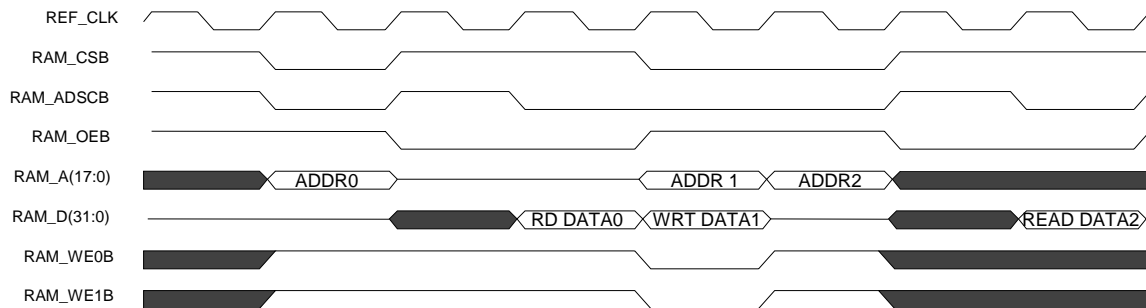 REF_CLK
RAM_CSB
RAM_ADSCB
RAM_OEB
RAM_A(17:0)
ADDR0
ADDR 1
ADDR2
RAM_D(31:0)
RD DATA0
WRT DATA1
READ DATA2
RAM_WE0B
RAM_WE1B